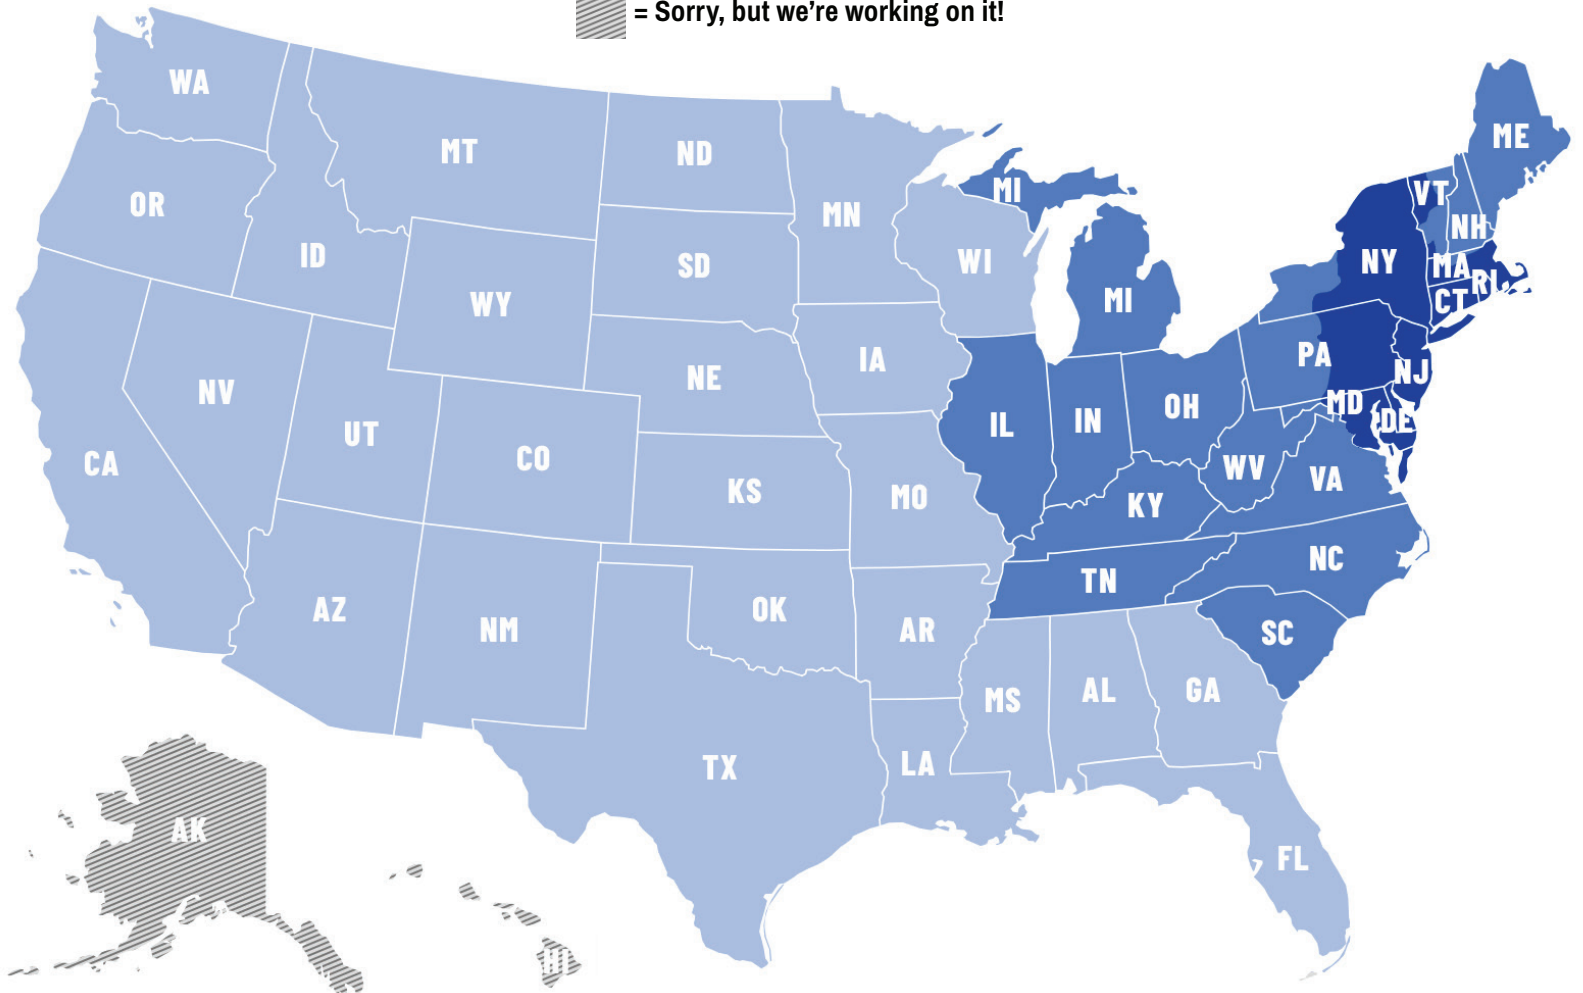 = Sorry, but we’re working on it!
WA
MT
ND
ME
OR
MN
MI
VT
NH
ID
SD
WI
NY
MA
RI
WY
MI
CT
IA
PA
NV
NE
NJ
UT
MD
IL
IN
OH
DE
CA
CO
KS
MO
WV
VA
KY
NC
AZ
NM
OK
TN
AR
SC
MS
AL
GA
TX
LA
AK
FL
HI